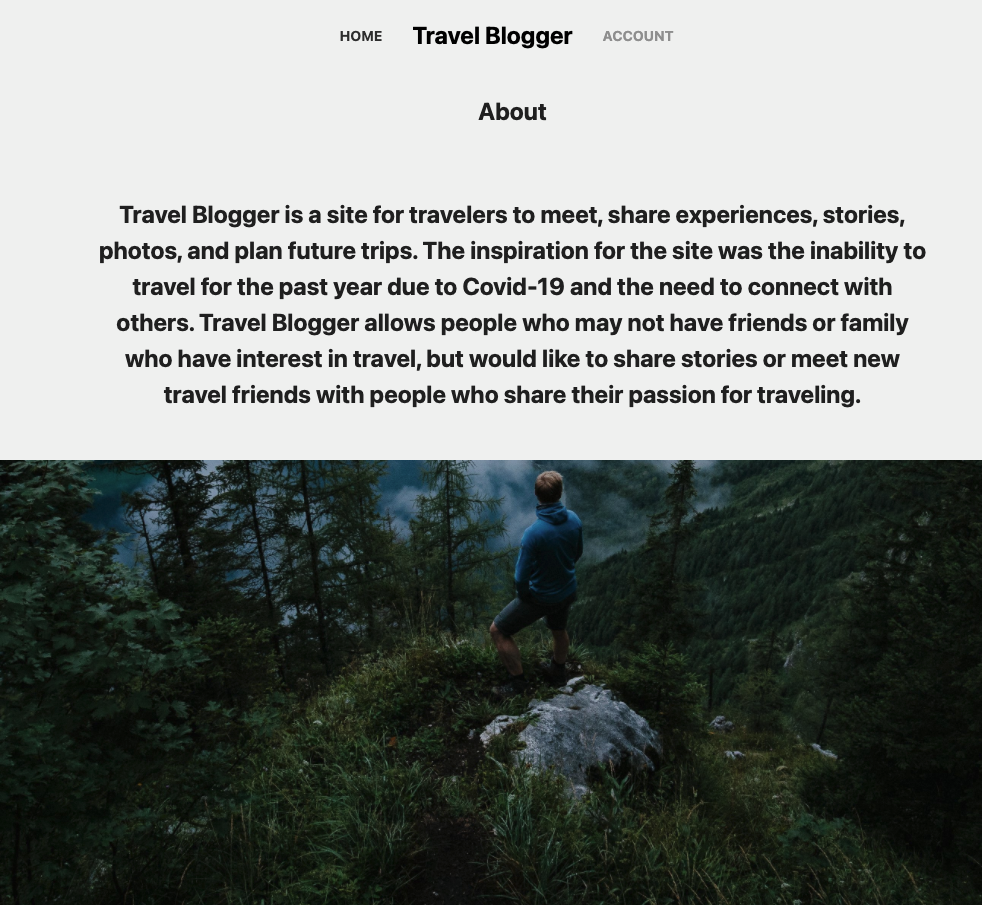 HOME Travel Blogger ACCOUNT
About
Travel Blogger is a site for travelers to meet, share experiences, stories,
photos, and plan future trips. The inspiration for the site was the inability to
travel for the past year due to Covid-19 and the need to connect with
others. Travel Blogger allows people who may not have friends or family
who have interest in travel, but would like to share stories or meet new
travel friends with people who share their passion for traveling.